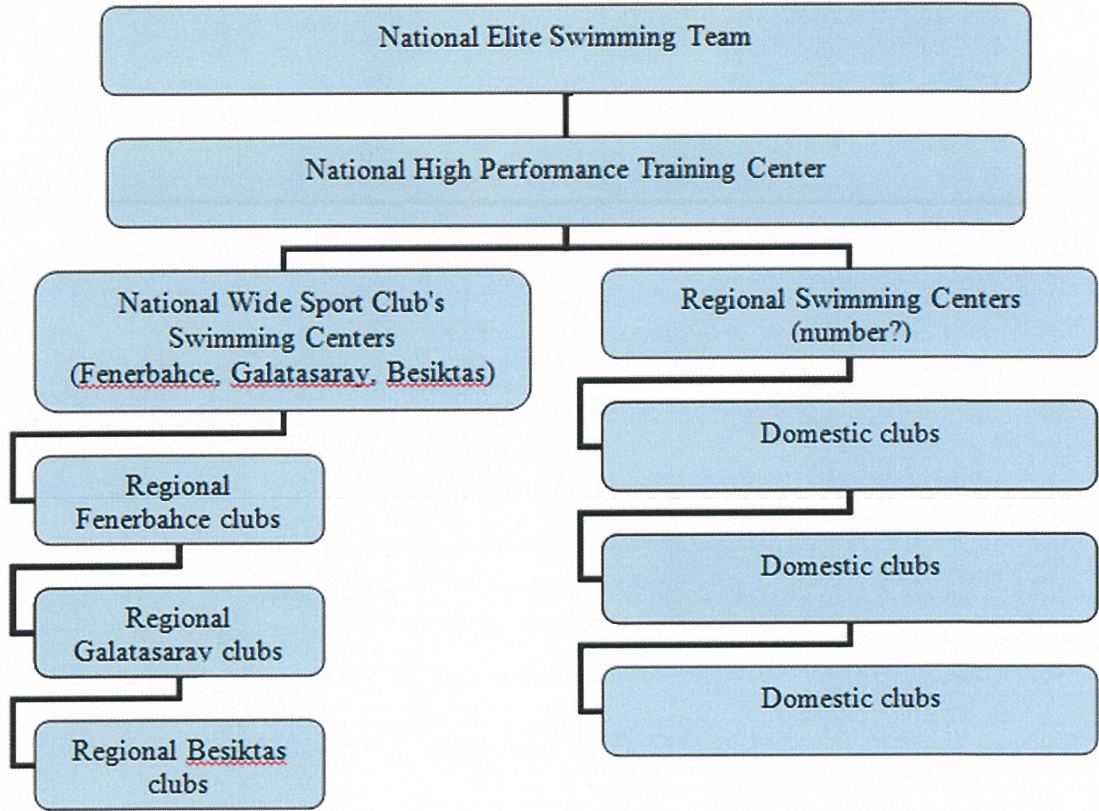 National Elite Swimming Team
National High Performance Training Center
National Wide Sport Club's
Swimming Centers
(Fenerbahce, Galatasaray, Besiktas)
Regional
Fenerbahce clubs
Regional
Galatasaray clubs
Regional Besiktas
clubs
Regional Swimming Centers
(number?)
Domestic clubs
Domestic clubs
Domestic clubs